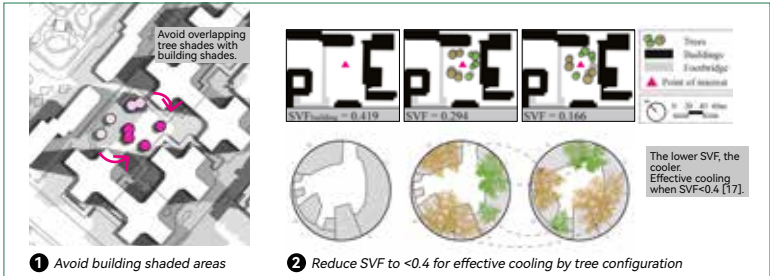 Avoid overlapping
tree shades with
building shades.
SVFbuilding = 0.419
SVF = 0.294
SVF = 0.166
Trees
Buildings
Footbridge
Point of interest
The lower SVF, the
cooler.
Effective cooling
when SVF<0.4 [17].
1 Avoid building shaded areas
2 Reduce SVF to <0.4 for effective cooling by tree configuration